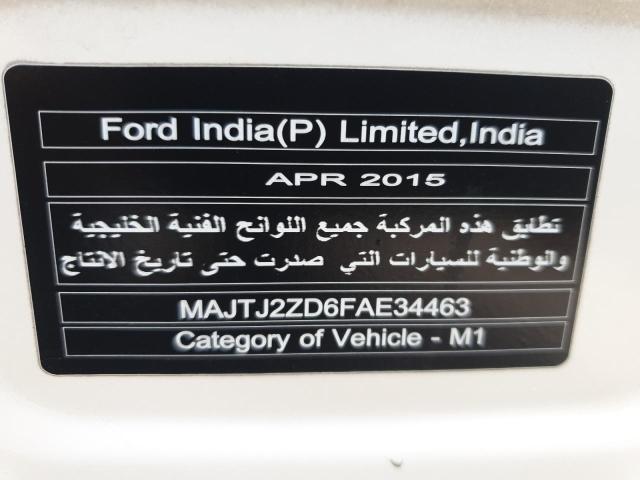 Ford India(P) Limited,India
APR 2015
تطابق هذه المركبة جميع اللوائح الفنية الخليجية
والوطنية للسيارات التي صدرت حتى تاريخ الانتاج
MAJTJ2ZD6FAE34463
Category of Vehicle - M1